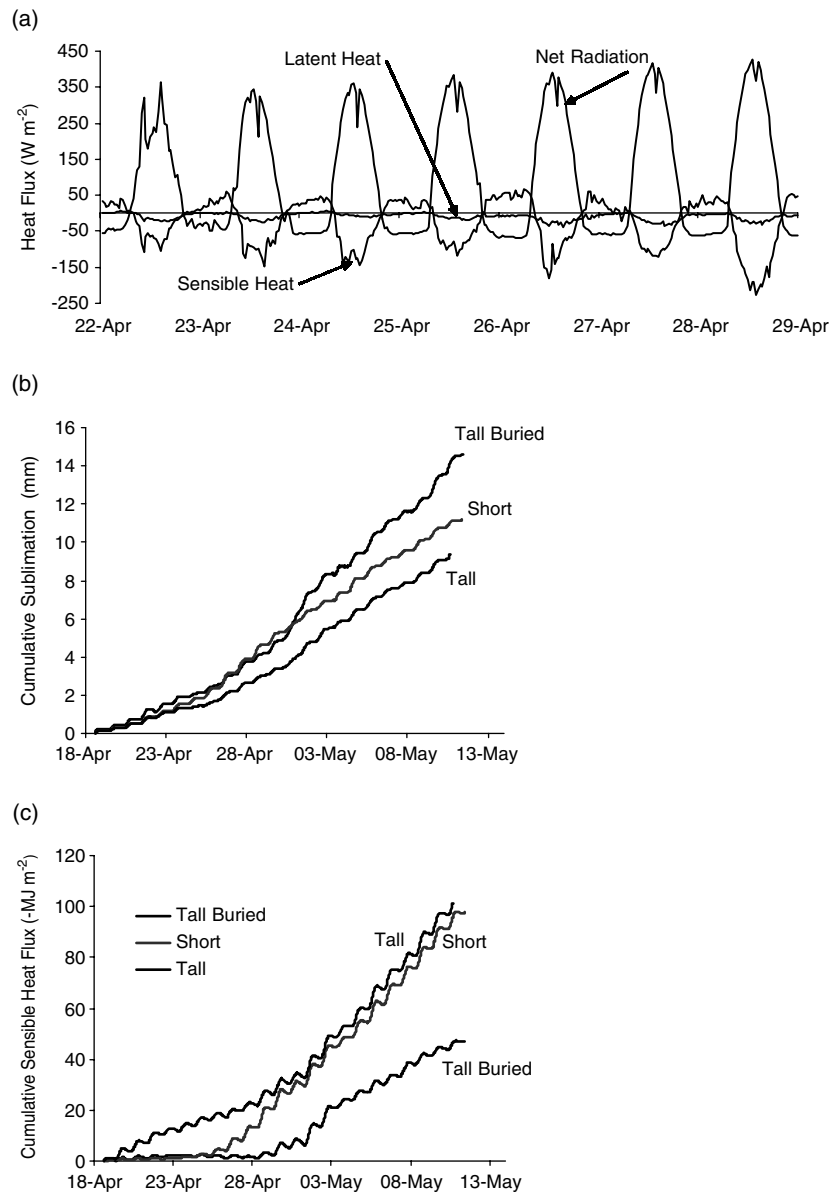 (a)
450
350
250
150
50
-50
-150
-250
Heat Flux (W m-2)
Latent Heat
Net Radiation
Sensible Heat
22-Apr 23-Apr 24-Apr 25-Apr 26-Apr 27-Apr 28-Apr 29-Apr
(b)
16
14
12
10
8
6
4
2
0
Cumulative Sublimation (mm)
Tall Buried
Short
Tall
18-Apr 23-Apr 28-Apr 03-May 08-May 13-May
(c)
120
100
80
60
40
20
0
Cumulative Sensible Heat Flux (-MJ m-2)
Tall Buried
Short
Tall
Tall
Short
Tall Buried
18-Apr 23-Apr 28-Apr 03-May 08-May 13-May